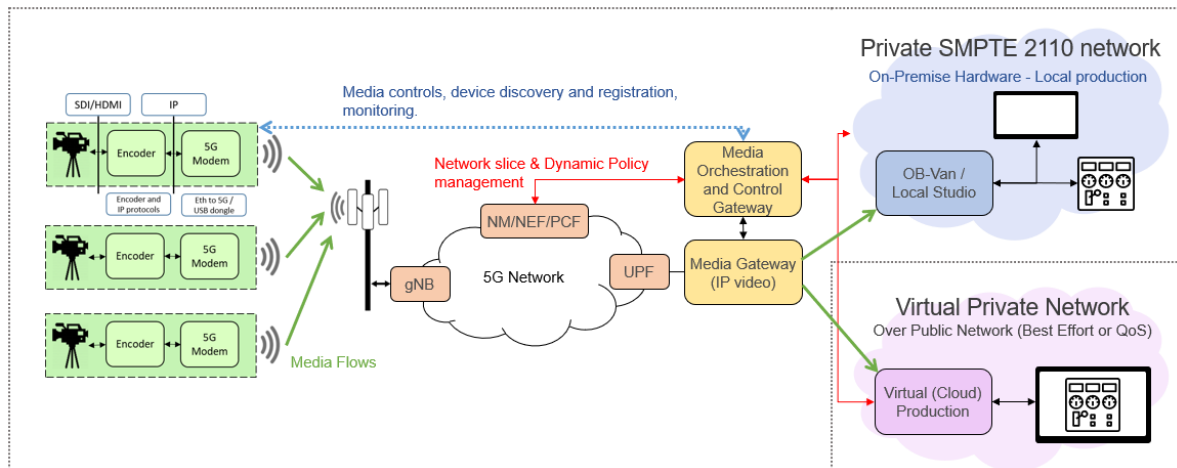 Private SMPTE 2110 network
On-Premise Hardware - Local production
SDI/HDMI
IP
Media controls, device discovery and registration,
monitoring.
Encoder
5G
Modem
Encoder and
IP protocols
Eth to 5G /
USB dongle
Network slice & Dynamic Policy
management
Media
Orchestration
and Control
Gateway
OB-Van /
Local Studio
NM/NEF/PCF
Encoder
5G
Modem
gNB
5G Network
UPF
Media Gateway
(IP video)
Virtual Private Network
Over Public Network (Best Effort or QoS)
Encoder
5G
Modem
Media Flows
Virtual (Cloud)
Production